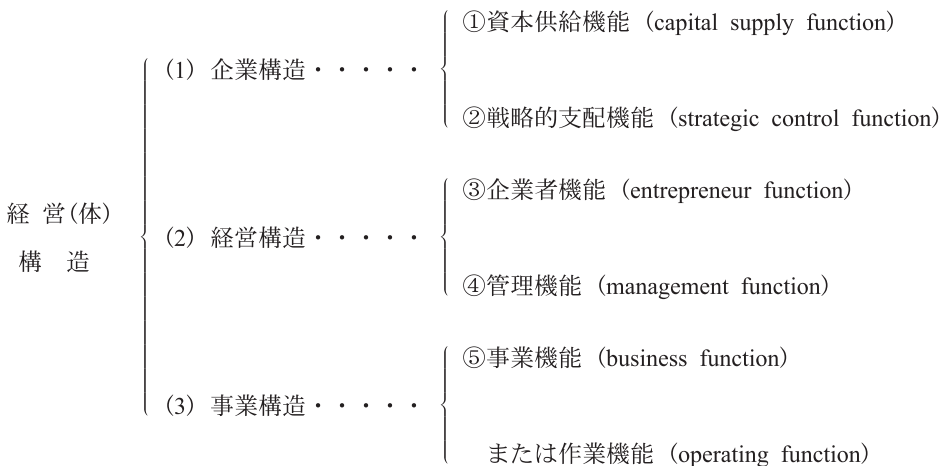 経 営(体)
構 造
(1) 企業構造・・・・・
①資本供給機能 (capital supply function)
②戦略的支配機能 (strategic control function)
(2) 経営構造・・・・・
③企業者機能 (entrepreneur function)
④管理機能 (management function)
(3) 事業構造・・・・・
⑤事業機能 (business function)
または作業機能 (operating function)